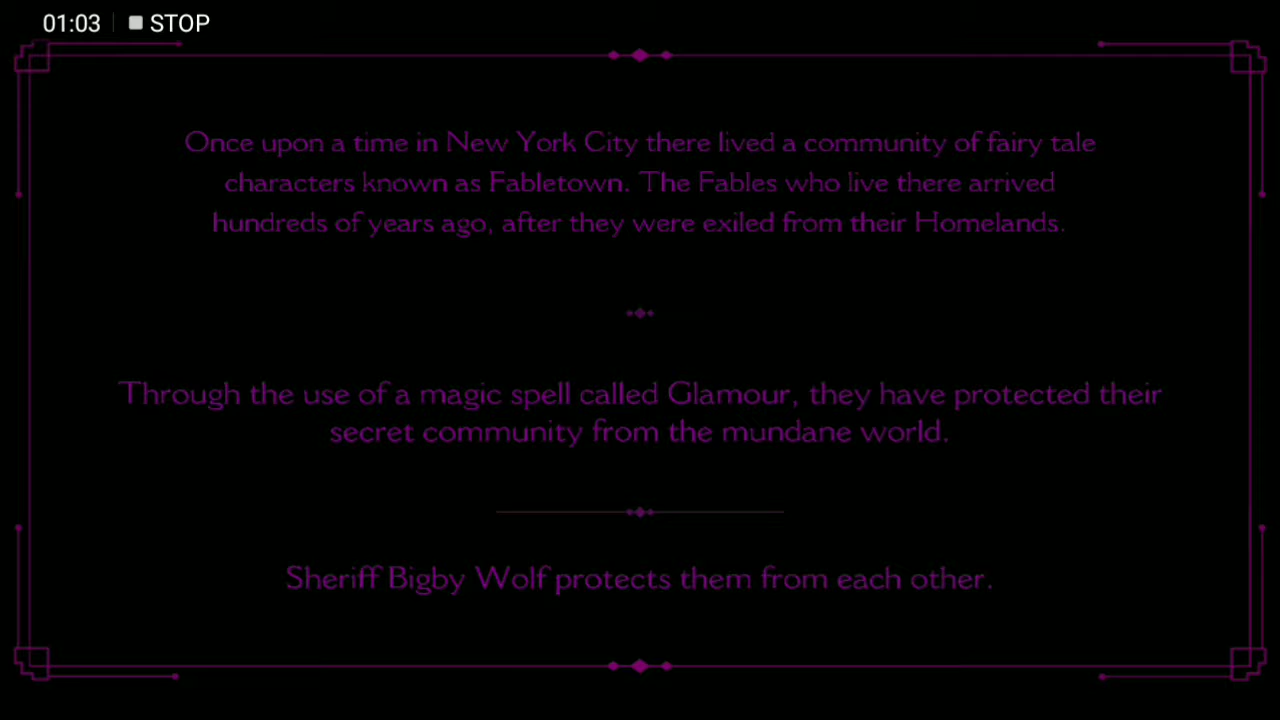 01:03 STOP
Once upon a time in New York City there lived a community of fairy tale
characters known as Fabletown. The Fables who live there arrived
hundreds of years ago, after they were exiled from their Homelands.
Through the use of a magic spell called Glamour, they have protected their
secret community from the mundane world.
Sheriff Bigby Wolf protects them from each other.